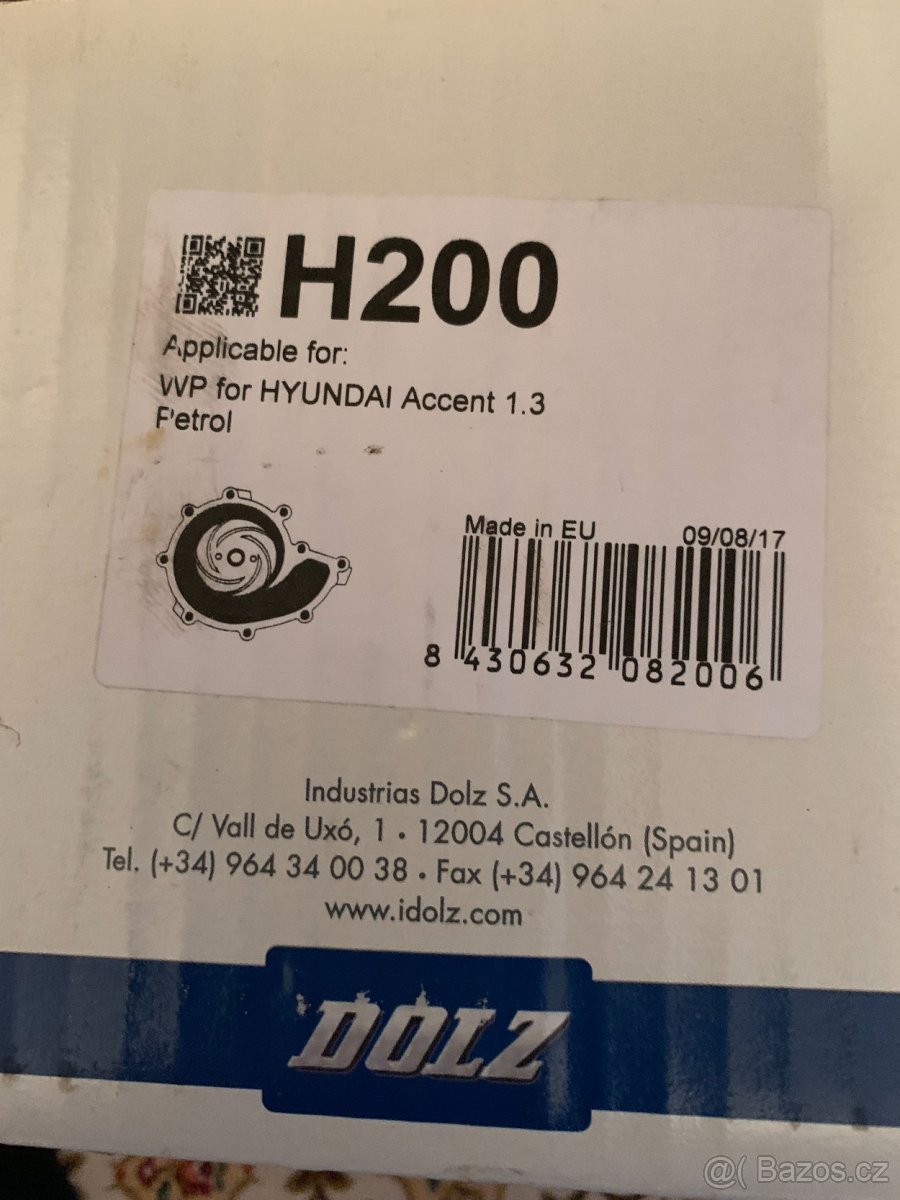 H200
Applicable for:
WP for HYUNDAI Accent 1.3
Petrol
Made in EU 09/08/17
8 430632 082006
Industrias Dolz S.A.
C/ Vall de Uxó, 1 • 12004 Castellón (Spain)
Tel. (+34) 964 34 00 38 • Fax (+34) 964 24 13 01
www.idolz.com
DOLZ
@( Bazos.cz